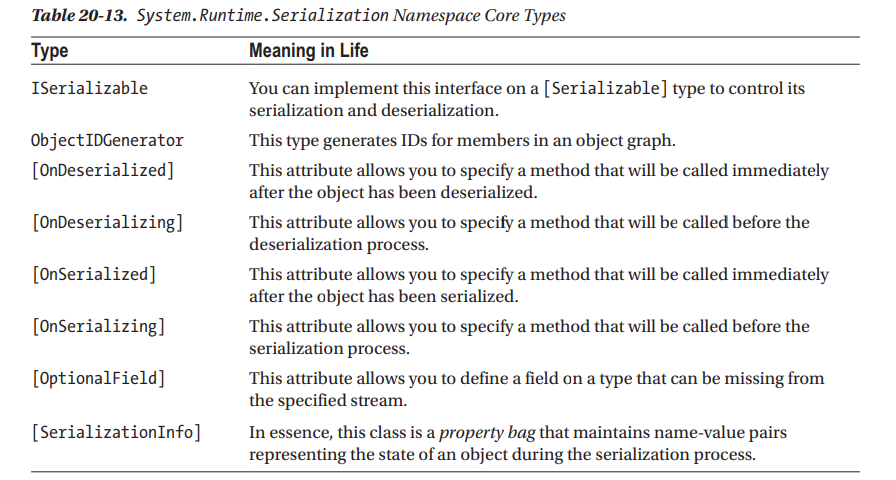 Table 20-13. System.Runtime.Serialization Namespace Core Types
Type Meaning in Life
ISerializable You can implement this interface on a [Serializable] type to control its
serialization and deserialization.
ObjectIDGenerator This type generates IDs for members in an object graph.
[OnDeserialized] This attribute allows you to specify a method that will be called immediately
after the object has been deserialized.
[OnDeserializing] This attribute allows you to specify a method that will be called before the
deserialization process.
[OnSerialized] This attribute allows you to specify a method that will be called immediately
after the object has been serialized.
[OnSerializing] This attribute allows you to specify a method that will be called before the
serialization process.
[OptionalField] This attribute allows you to define a field on a type that can be missing from
the specified stream.
[SerializationInfo] In essence, this class is a property bag that maintains name-value pairs
representing the state of an object during the serialization process.